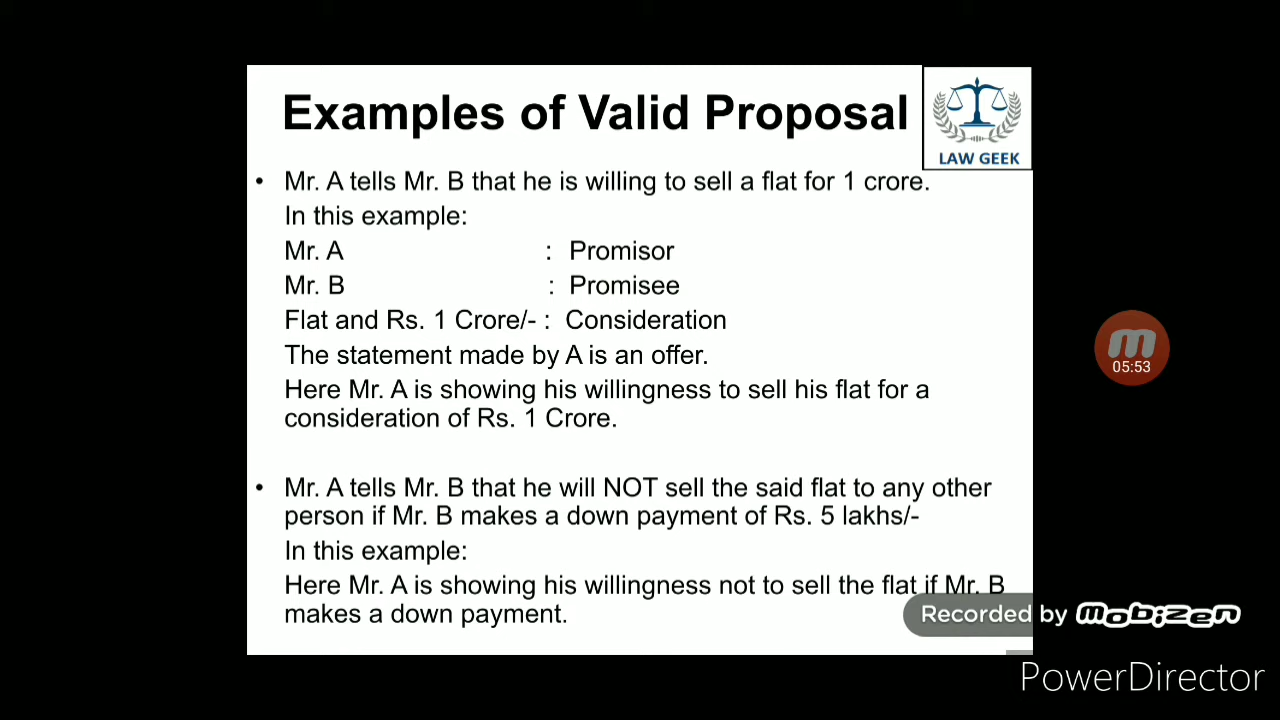 Examples of Valid Proposal
LAW GEEK
• Mr. A tells Mr. B that he is willing to sell a flat for 1 crore.
In this example:
Mr. A : Promisor
Mr. B : Promisee
Flat and Rs. 1 Crore/- : Consideration
The statement made by A is an offer.
Here Mr. A is showing his willingness to sell his flat for a
consideration of Rs. 1 Crore.
• Mr. A tells Mr. B that he will NOT sell the said flat to any other
person if Mr. B makes a down payment of Rs. 5 lakhs/-
In this example:
Here Mr. A is showing his willingness not to sell the flat if Mr. B
makes a down payment.
m
05:53
Recorded by Mobizen
PowerDirector